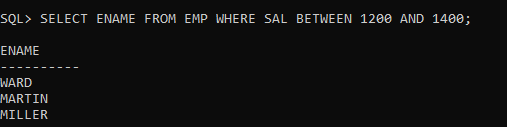 SQL> SELECT ENAME FROM EMP WHERE SAL BETWEEN 1200 AND 1400;
ENAME
----------
WARD
MARTIN
MILLER